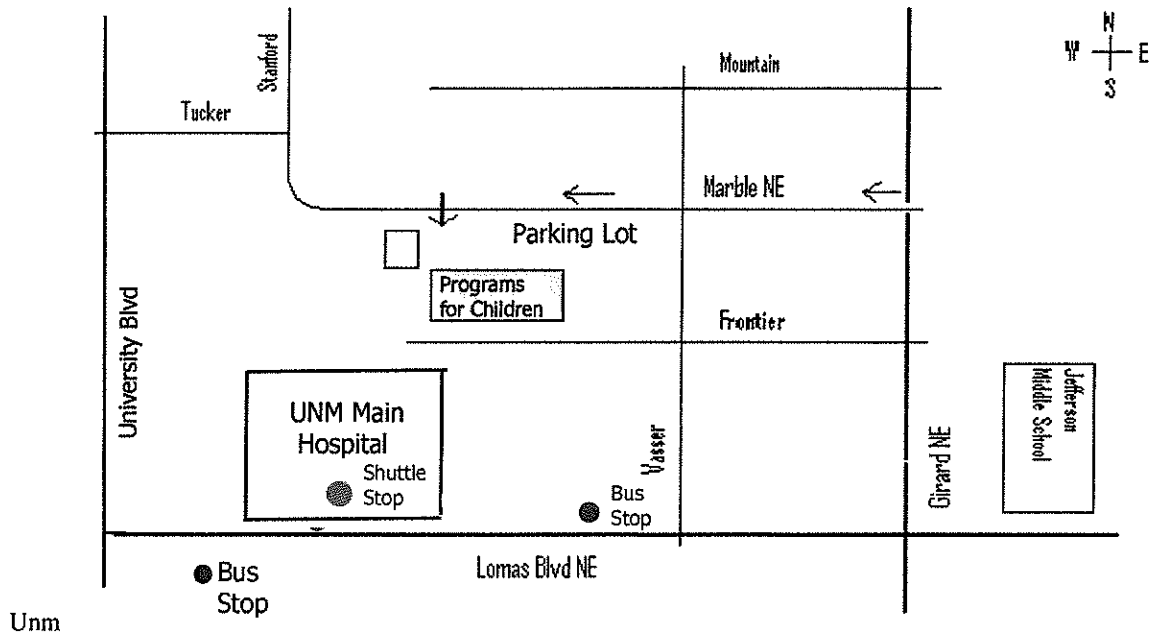 N
W E
S
Stanford
Mountain
Tucker
Marble NE
Parking Lot
Programs
for Children
Frontier
University Blvd
UNM Main
Hospital
Shuttle
Stop
Vasser
Bus
Stop
Girard NE
Jefferson
Middle School
Lomas Blvd NE
Bus
Stop
Unm